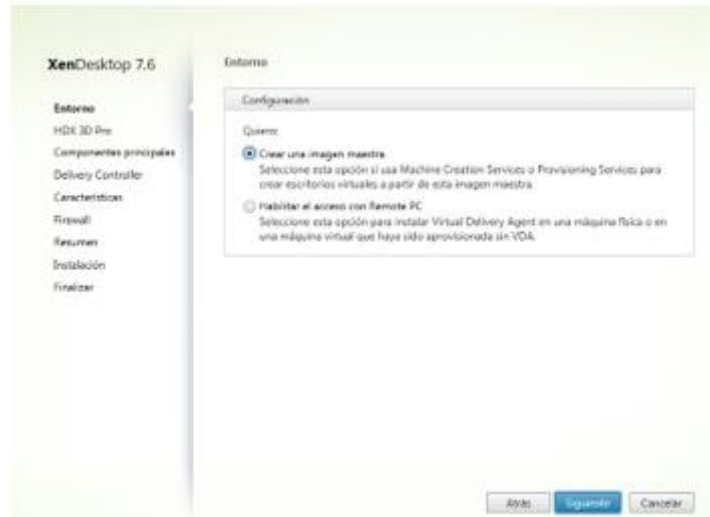 XenDesktop 7.6
Entorno
HDX 3D Pro
Componentes principales
Delivery Controller
Características
Firewall
Resumen
Instalación
Finalizar
Entorno
Configuración
Quiero:
Crear una imagen maestra
Seleccione esta opción si usa Machine Creation Services o Provisioning Services para
crear escritorios virtuales a partir de esta imagen maestra.
Habilitar el acceso con Remote PC
Seleccione esta opción para instalar Virtual Delivery Agent en una máquina física o en
una máquina virtual que haya sido aprovisionada sin VDA.
Atrás
Siguiente
Cancelar